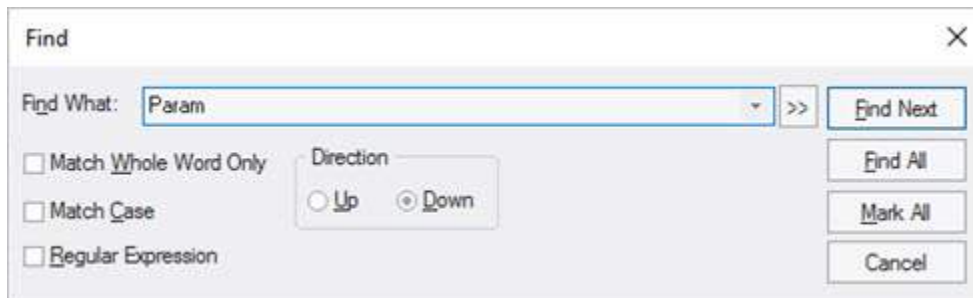 Find
Find What: Param >> Find Next
Match Whole Word Only Direction Find All
Up Down
Match Case Mark All
Regular Expression Cancel